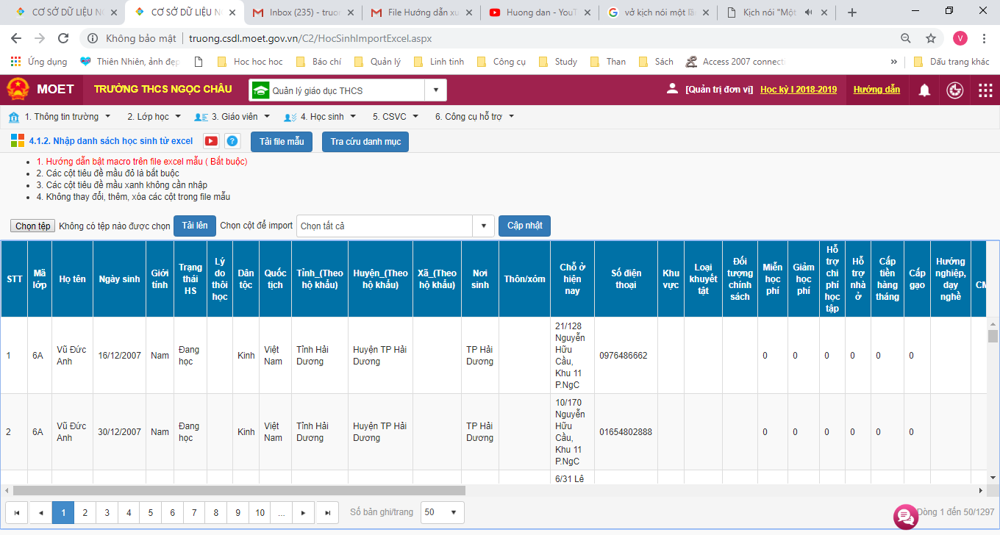 CƠ SỞ DỮ LIỆU N
CƠ SỞ DỮ LIỆU N
Inbox (235) - truon
File Hướng dẫn xu
Huong dan - YouT
vở kịch nói một lầ
Kịch nói "Một
Không bảo mật | truong.csdl.moet.gov.vn/C2/HocSinhImportExcel.aspx
V
Ứng dụng Thiên Nhiên, ảnh đẹp Hoc hoc hoc Báo chí Quản lý Linh tinh Công cụ Study Than Sách Access 2007 connect » Dấu trang khác
MOET TRƯỜNG THCS NGỌC CHÂU Quản lý giáo dục THCS [Quản trị đơn vị] Học kỳ I 2018-2019 Hướng dẫn
1. Thông tin trường 2. Lớp học 3. Giáo viên 4. Học sinh 5. CSVC 6. Công cụ hỗ trợ
4.1.2. Nhập danh sách học sinh từ excel ? Tải file mẫu Tra cứu danh mục
1. Hướng dẫn bật macro trên file excel mẫu ( Bắt buộc)
2. Các cột tiêu đề mầu đỏ là bắt buộc
3. Các cột tiêu đề mầu xanh không cần nhập
4. Không thay đổi, thêm, xóa các cột trong file mẫu
Chọn tệp Không có tệp nào được chọn Tải lên Chọn cột để import Chọn tất cả Cập nhật
STT Mã lớp Họ tên Ngày sinh Giới tính Trạng thái HS Lý do thôi học Dân tộc Quốc tịch Tỉnh_(Theo hộ khẩu) Huyện_(Theo hộ khẩu) Xã_(Theo hộ khẩu) Nơi sinh Thôn/xóm Chỗ ở hiện nay Số điện thoại Khu vực Loại khuyết tật Đối tượng chính sách Miễn học phí Giảm học phí Hỗ trợ chi phí học tập Hỗ trợ nhà ở Cấp tiền hàng tháng Cấp gạo Hướng nghiệp, dạy nghề CM
1 6A Vũ Đức Anh 16/12/2007 Nam Đang học Kinh Việt Nam Tỉnh Hải Dương Huyện TP Hải Dương TP Hải Dương 21/128 Nguyễn Hữu Cầu, Khu 11 P.NgC 0976486662 0 0 0 0 0 0
2 6A Vũ Đức Anh 30/12/2007 Nam Đang học Kinh Việt Nam Tỉnh Hải Dương Huyện TP Hải Dương TP Hải Dương 10/170 Nguyễn Hữu Cầu, Khu 11 P.NgC 01654802888 0 0 0 0 0 0
6/31 Lê
1 2 3 4 5 6 7 8 9 10 ... Số bản ghi/trang 50 Dòng 1 đến 50/1297